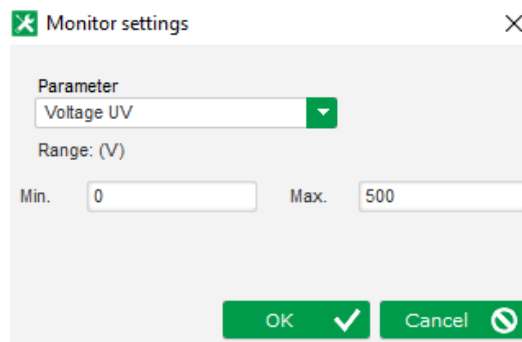 Monitor settings
Parameter
Voltage UV
Range: (V)
Min. 0 Max. 500
OK Cancel